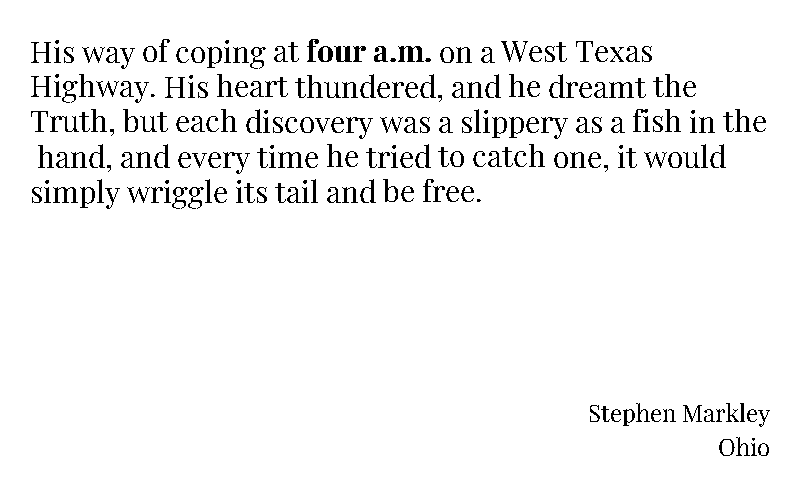 His way of coping at four a.m. on a West Texas
Highway. His heart thundered, and he dreamt the
Truth, but each discovery was a slippery as a fish in the
hand, and every time he tried to catch one, it would
simply wriggle its tail and be free.
Stephen Markley
Ohio